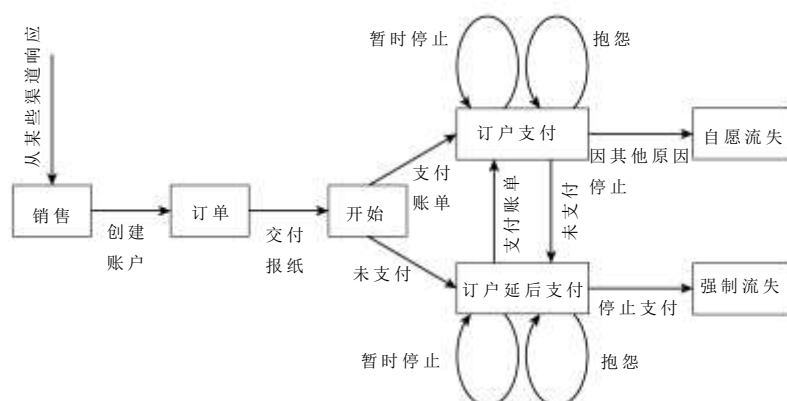 从某些渠道响应
暂时停止
抱怨
订户支付
自愿流失
因其他原因
停止
支付
账单
销售
订单
开始
创建
账户
交付
报纸
未支付
支付账单
未支付
订户延后支付
强制流失
停止支付
暂时停止
抱怨